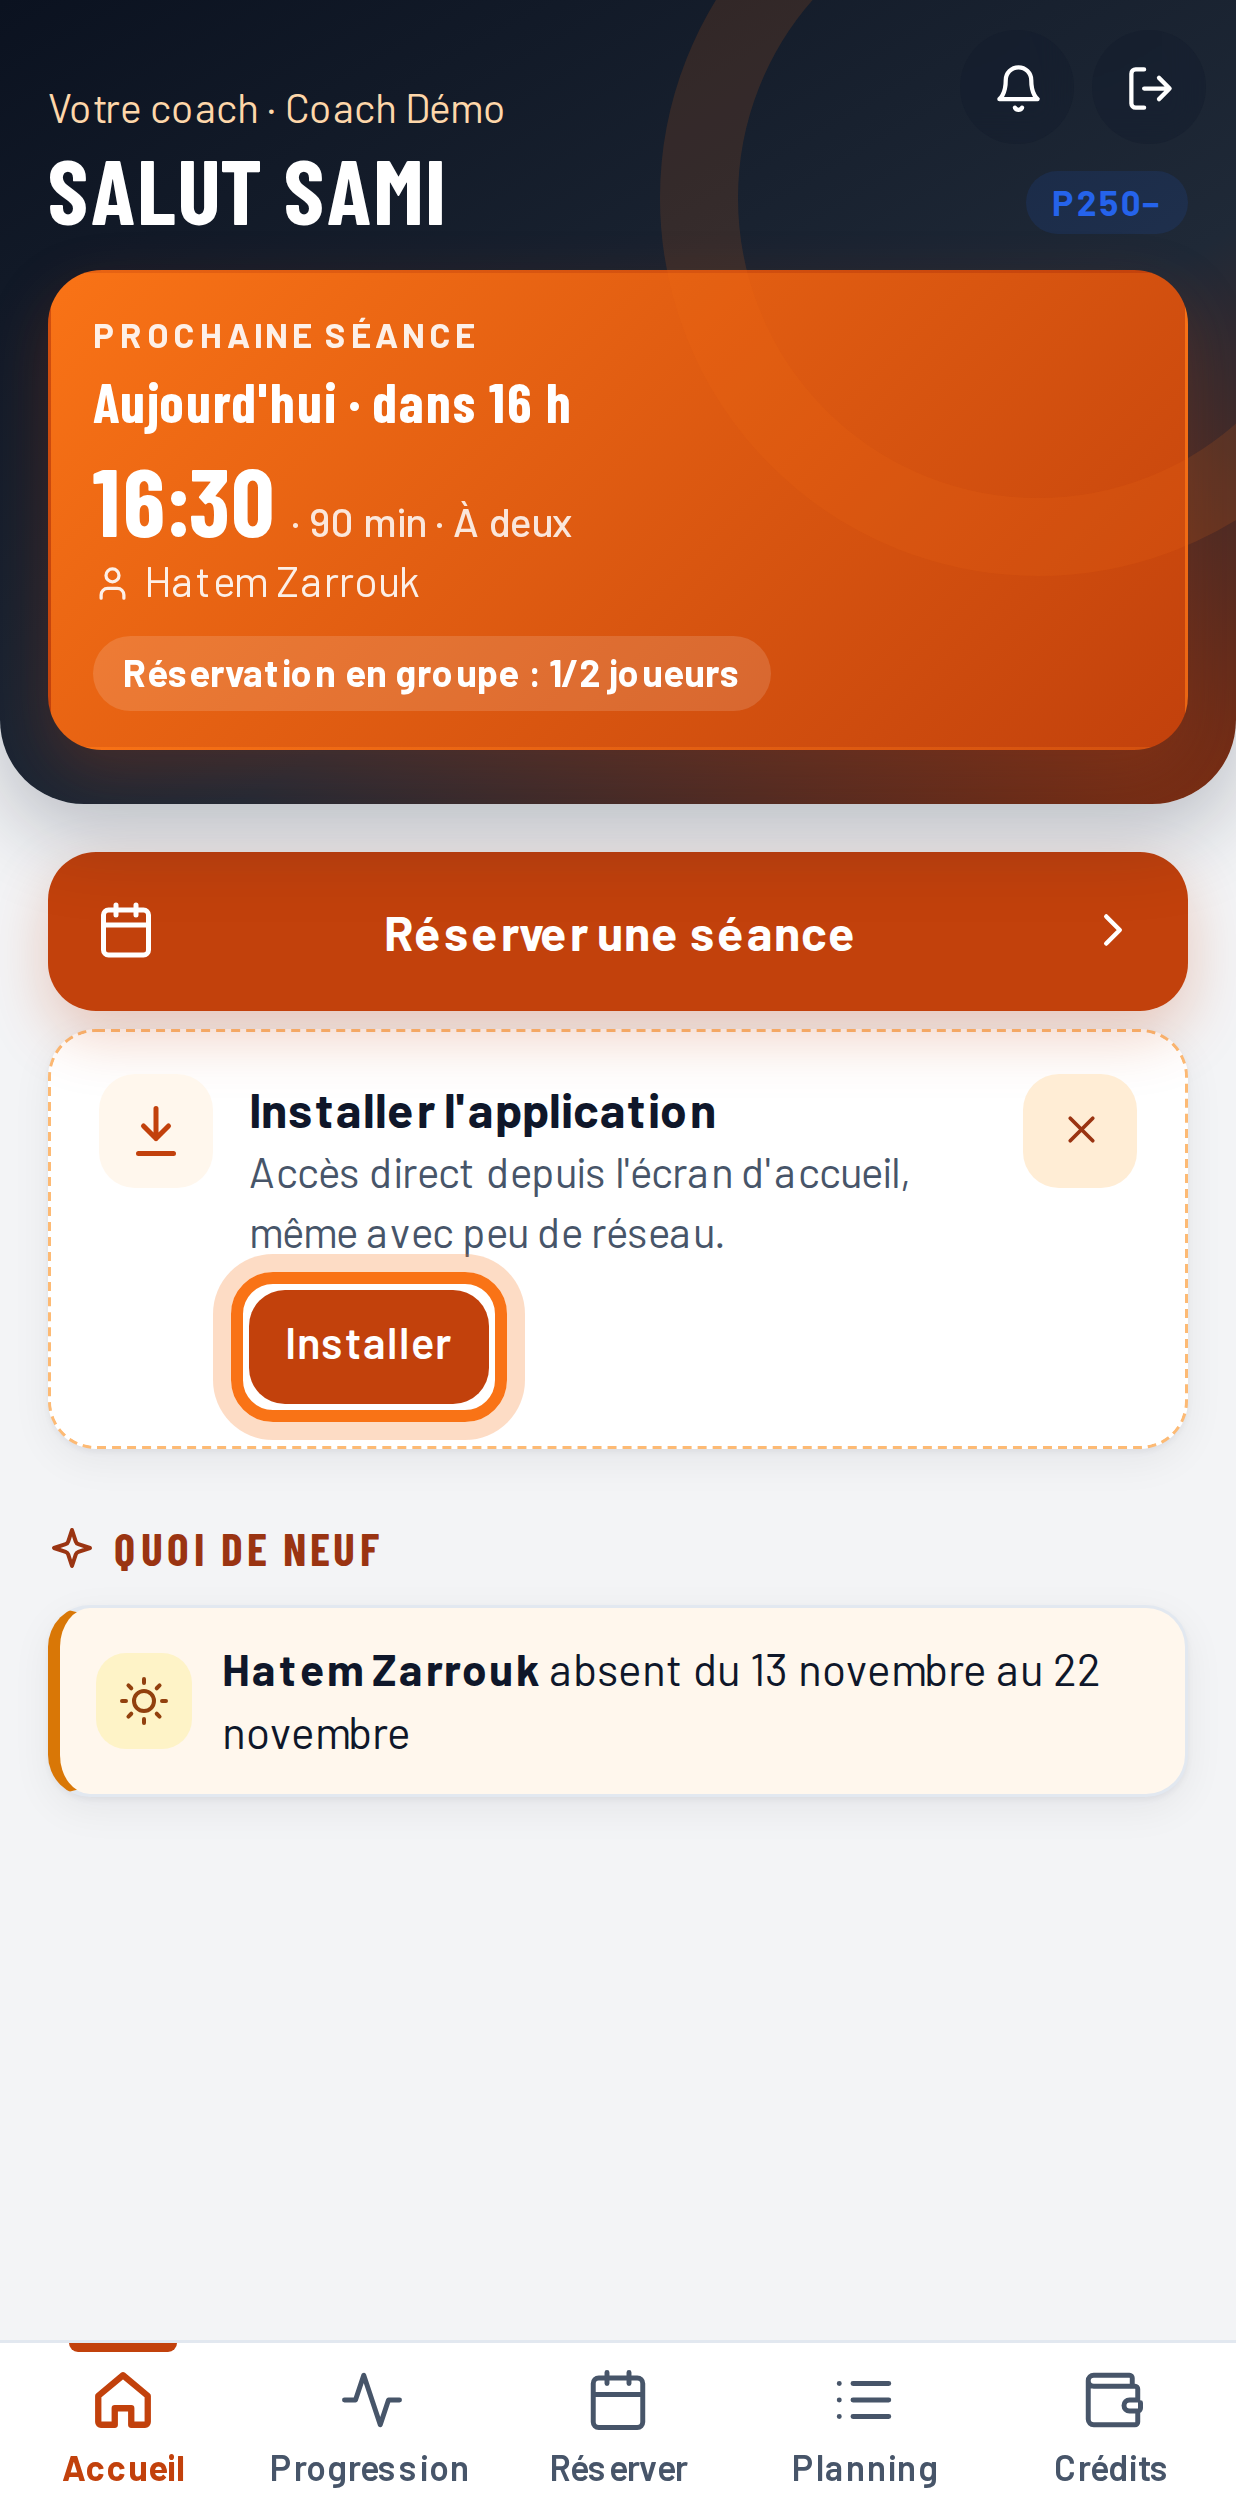 Votre coach · Coach Démo
SALUT SAMI
P250–
PROCHAINE SÉANCE
Aujourd'hui · dans 16 h
16:30 · 90 min · À deux
Hatem Zarrouk
Réservation en groupe : 1/2 joueurs
Réserver une séance
Installer l'application
Accès direct depuis l'écran d'accueil,
même avec peu de réseau.
Installer
QUOI DE NEUF
Hatem Zarrouk absent du 13 novembre au 22
novembre
Accueil
Progression
Réserver
Planning
Crédits